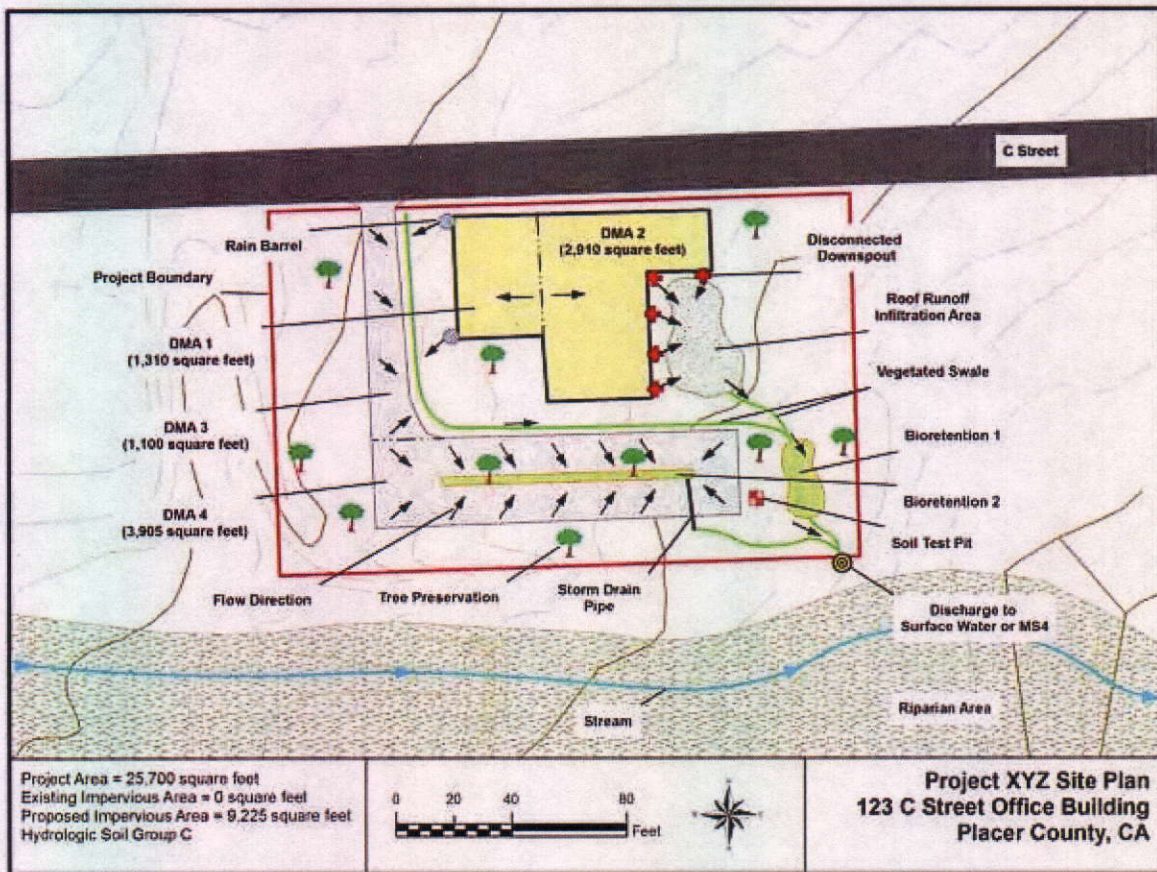 C Street
Rain Barrel
DMA 2
(2,910 square feet)
Disconnected
Downspout
Project Boundary
Roof Runoff
Infiltration Area
DMA 1
(1,310 square feet)
Vegetated Swale
DMA 3
(1,100 square feet)
Bioretention 1
DMA 4
(3,905 square feet)
Bioretention 2
Soil Test Pit
Flow Direction
Tree Preservation
Storm Drain
Pipe
Discharge to
Surface Water or MS4
Stream
Riparian Area
Project Area = 25,700 square feet
Existing Impervious Area = 0 square feet
Proposed Impervious Area = 9,225 square feet
Hydrologic Soil Group C
0 20 40 80
Feet
Project XYZ Site Plan
123 C Street Office Building
Placer County, CA